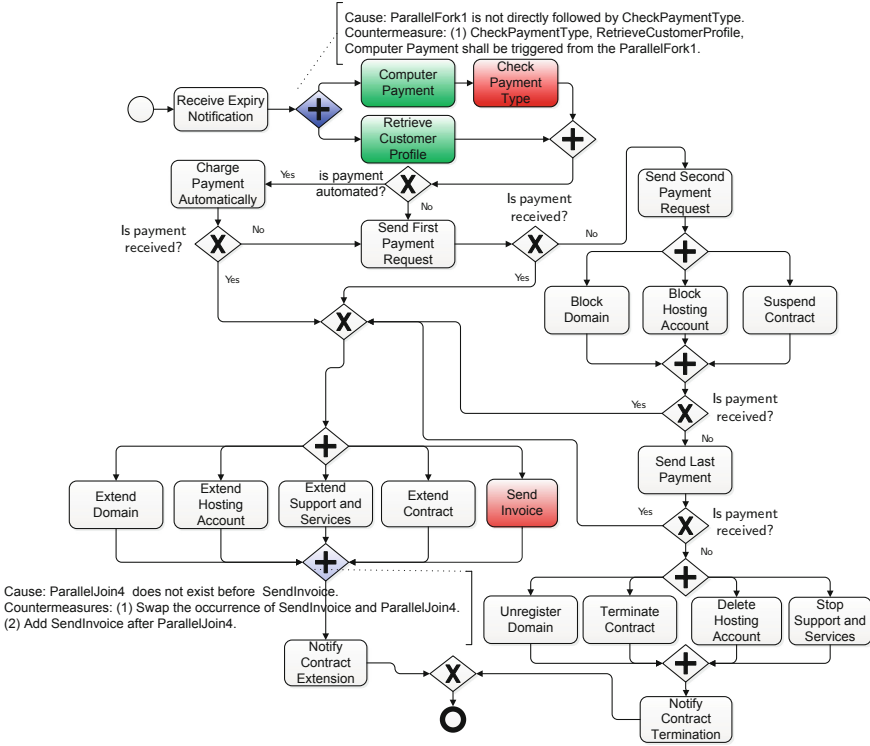 Cause: ParallelFork1 is not directly followed by CheckPaymentType.
Countermeasure: (1) CheckPaymentType, RetrieveCustomerProfile,
Computer Payment shall be triggered from the ParallelFork1.
Receive Expiry
Notification
Computer
Payment
Check
Payment
Type
Retrieve
Customer
Profile
Charge
Payment
Automatically
Yes
is payment
automated?
No
Is payment
received?
No
Yes
Send First
Payment
Request
Is payment
received?
No
Yes
Send Second
Payment
Request
Block
Domain
Block
Hosting
Account
Suspend
Contract
Yes
Is payment
received?
No
Send Last
Payment
Yes
Is payment
received?
No
Extend
Domain
Extend
Hosting
Account
Extend
Support and
Services
Extend
Contract
Send
Invoice
Cause: ParallelJoin4 does not exist before SendInvoice.
Countermeasures: (1) Swap the occurrence of SendInvoice and ParallelJoin4.
(2) Add SendInvoice after ParallelJoin4.
Unregister
Domain
Terminate
Contract
Delete
Hosting
Account
Stop
Support and
Services
Notify
Contract
Extension
Notify
Contract
Termination